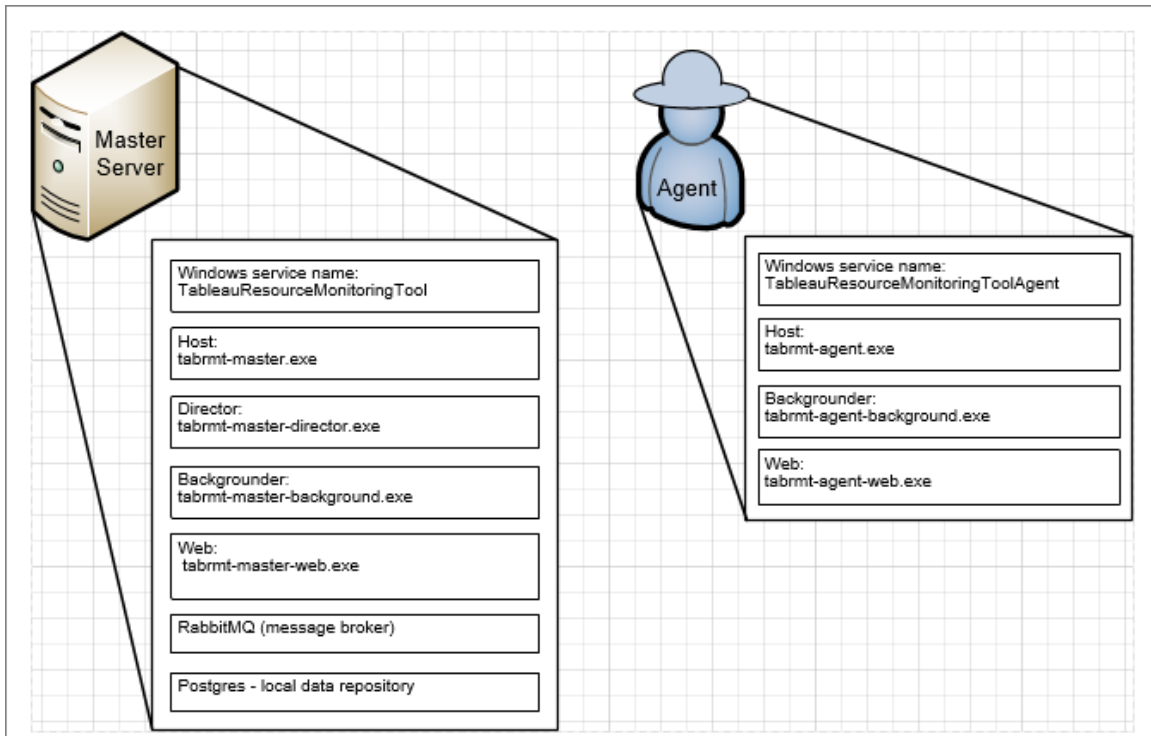 Master
Server
Windows service name:
TableauResourceMonitoringTool
Host:
tabrmt-master.exe
Director:
tabrmt-master-director.exe
Backgrounder:
tabrmt-master-background.exe
Web:
tabrmt-master-web.exe
RabbitMQ (message broker)
Postgres - local data repository
Agent
Windows service name:
TableauResourceMonitoringToolAgent
Host:
tabrmt-agent.exe
Backgrounder:
tabrmt-agent-background.exe
Web:
tabrmt-agent-web.exe